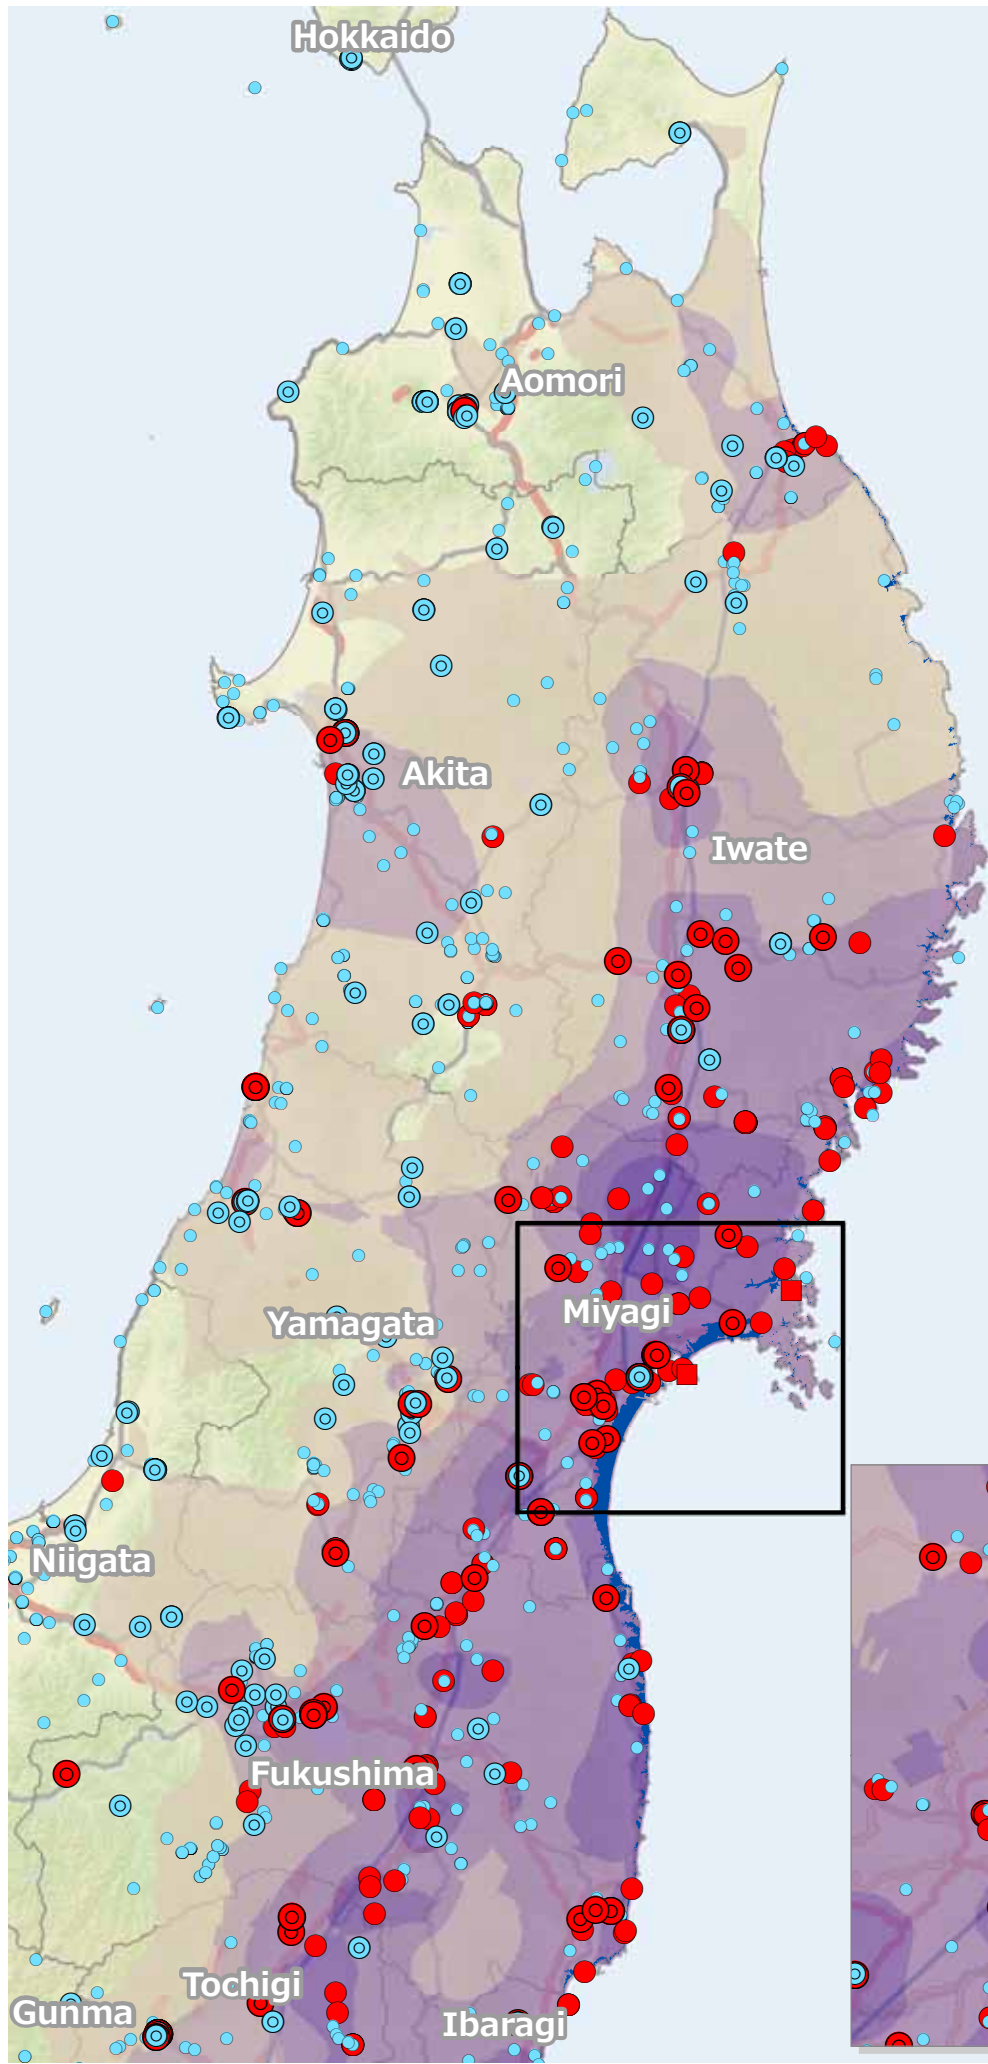 Hokkaido
Aomori
Akita
Iwate
Miyagi
Yamagata
Niigata
Fukushima
Tochigi
Gunma
Ibaragi